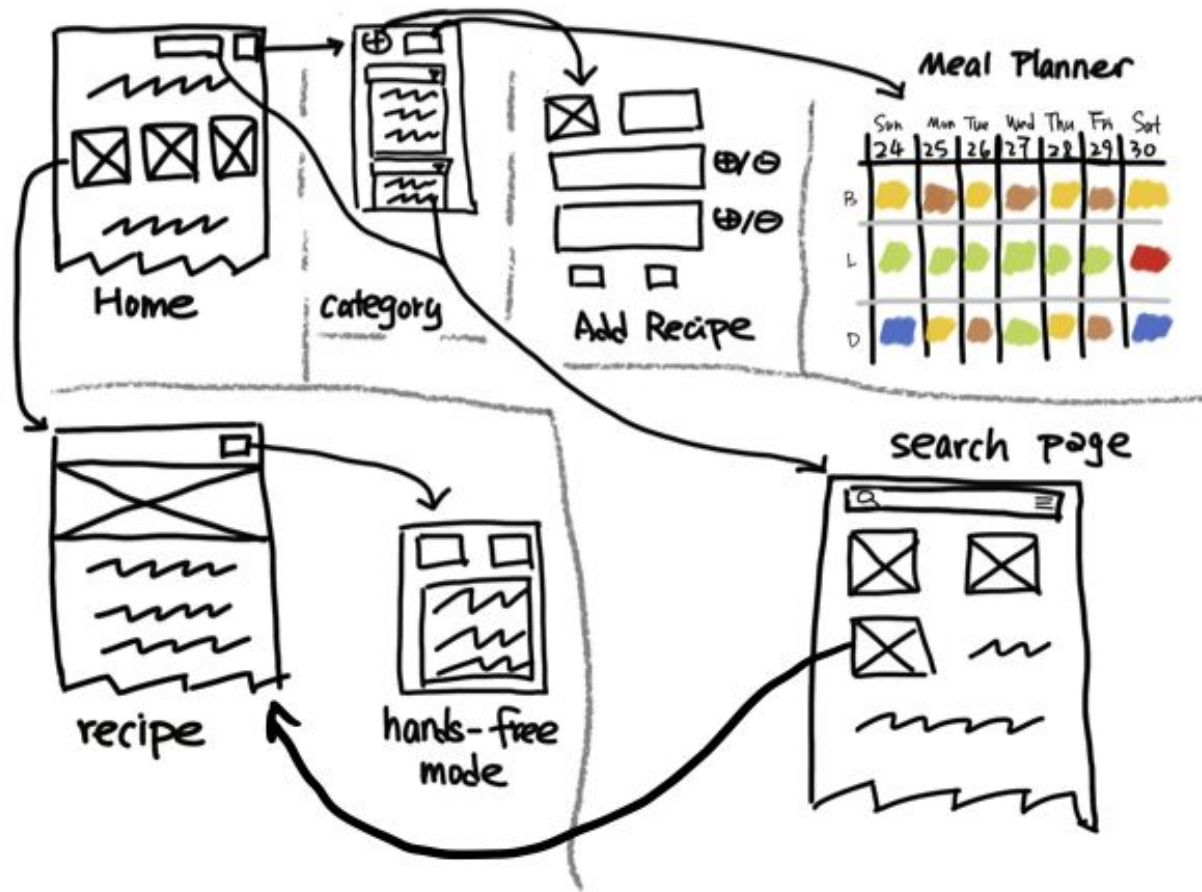 Meal Planner
Sun Mon Tue Wed Thu Fri Sat
24 25 26 27 28 29 30
B
L
D
⊕/⊖
⊕/⊖
Home
category
Add Recipe
search page
recipe
hands-free
mode